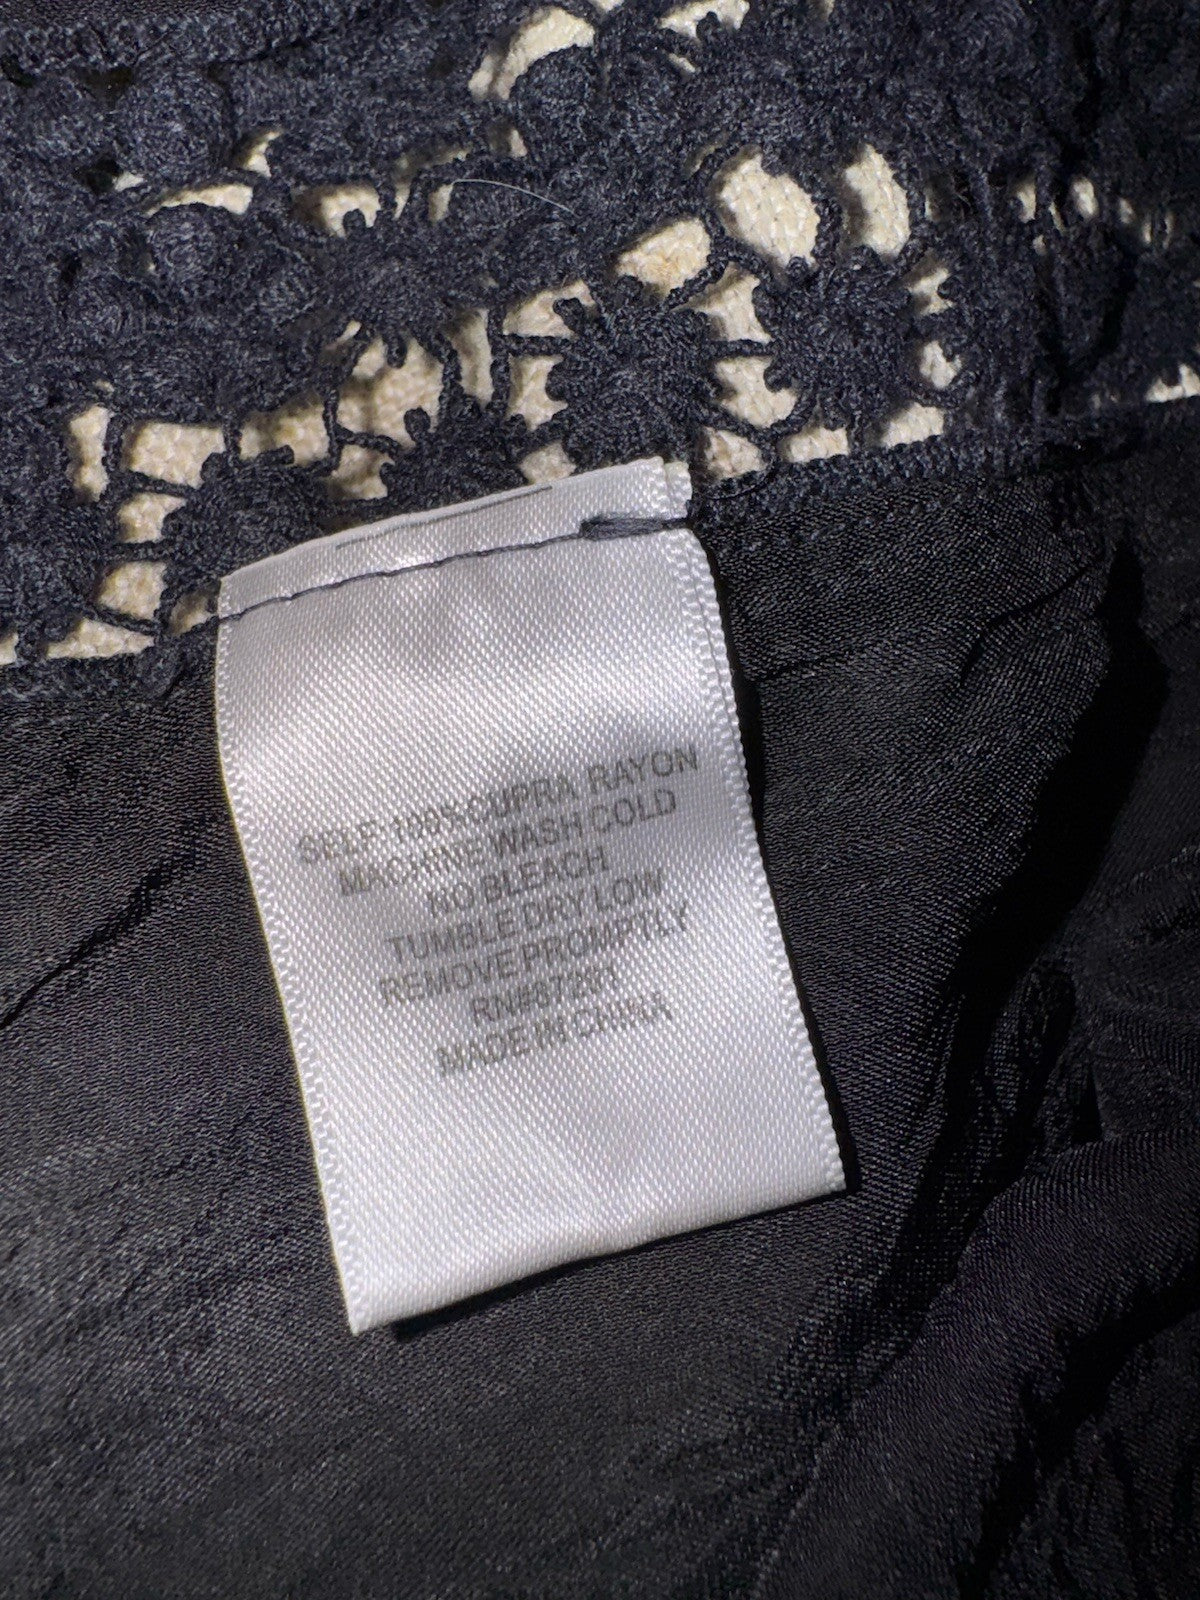 SELF: 100% CUPRA RAYON
MACHINE WASH COLD
NO BLEACH
TUMBLE DRY LOW
REMOVE PROMPTLY
MADE IN CHINA